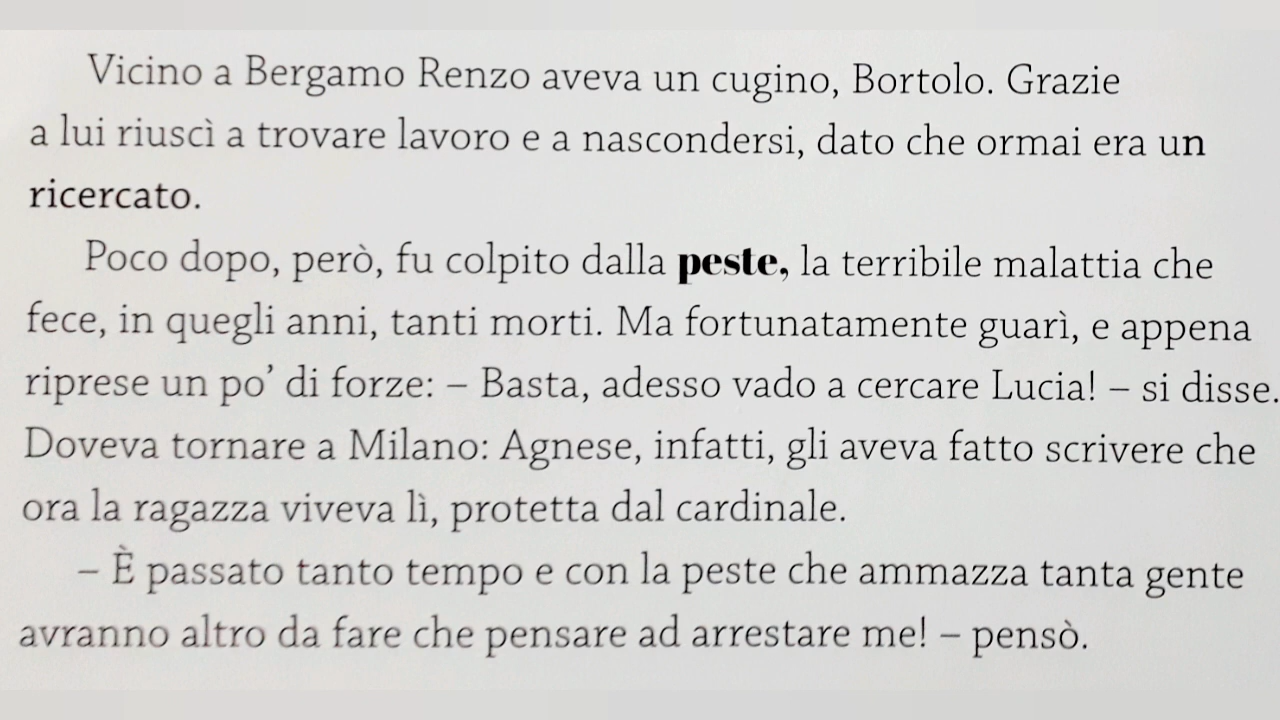 Vicino a Bergamo Renzo aveva un cugino, Bortolo. Grazie
a lui riuscì a trovare lavoro e a nascondersi, dato che ormai era un
ricercato.
Poco dopo, però, fu colpito dalla peste, la terribile malattia che
fece, in quegli anni, tanti morti. Ma fortunatamente guarì, e appena
riprese un po’ di forze: – Basta, adesso vado a cercare Lucia! – si disse.
Doveva tornare a Milano: Agnese, infatti, gli aveva fatto scrivere che
ora la ragazza viveva lì, protetta dal cardinale.
– È passato tanto tempo e con la peste che ammazza tanta gente
avranno altro da fare che pensare ad arrestare me! – pensò.